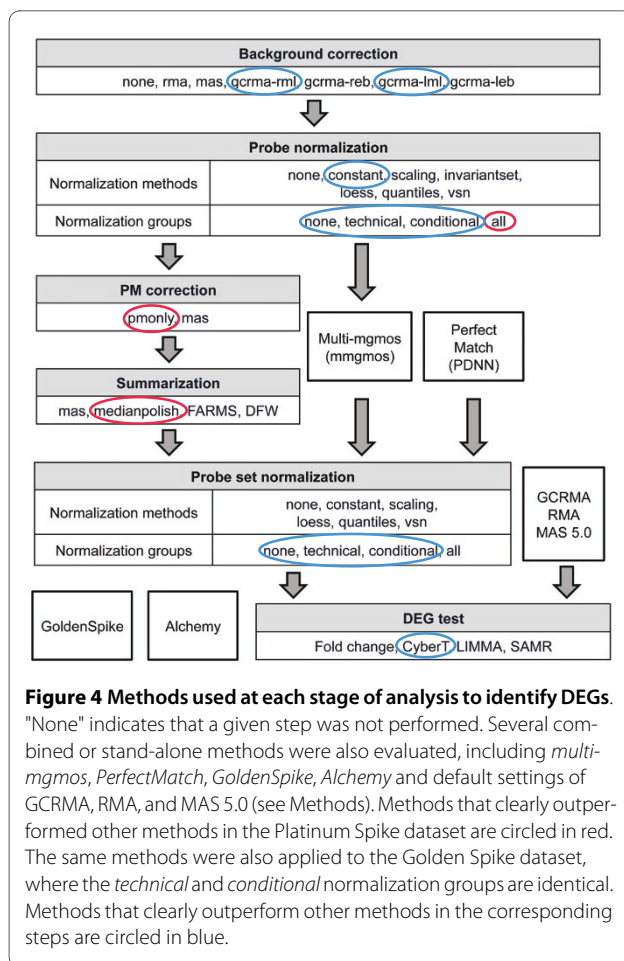 Background correction
none, rma, mas, gcrma-rml, gcrma-reb, gcrma-lml, gcrma-leb
Probe normalization
Normalization methods
none, constant, scaling, invariantset,
loess, quantiles, vsn
Normalization groups
none, technical, conditional, all
PM correction
pmonly, mas
Multi-mgmos
(mmgmos)
Perfect
Match
(PDNN)
Summarization
mas, medianpolish, FARMS, DFW
Probe set normalization
Normalization methods
none, constant, scaling,
loess, quantiles, vsn
Normalization groups
none, technical, conditional, all
GCRMA
RMA
MAS 5.0
GoldenSpike
Alchemy
DEG test
Fold change, CyberT, LIMMA, SAMR
Figure 4 Methods used at each stage of analysis to identify DEGs.
"None" indicates that a given step was not performed. Several com-
bined or stand-alone methods were also evaluated, including multi-
mgmos, PerfectMatch, GoldenSpike, Alchemy and default settings of
GCRMA, RMA, and MAS 5.0 (see Methods). Methods that clearly outper-
formed other methods in the Platinum Spike dataset are circled in red.
The same methods were also applied to the Golden Spike dataset,
where the technical and conditional normalization groups are identical.
Methods that clearly outperform other methods in the corresponding
steps are circled in blue.